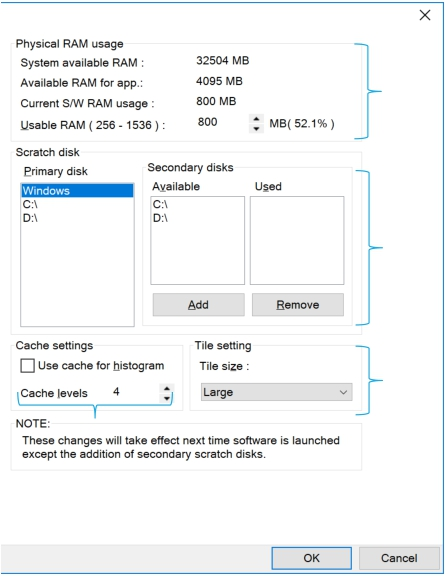 Physical RAM usage
System available RAM : 32504 MB
Available RAM for app.: 4095 MB
Current S/W RAM usage : 800 MB
Usable RAM ( 256 - 1536 ) : 800 MB( 52.1% )
Scratch disk
Primary disk
Windows
C:\
D:\
Secondary disks
Available
C:\
D:\
Used
Add
Remove
Cache settings
Use cache for histogram
Cache levels 4
Tile setting
Tile size :
Large
NOTE:
These changes will take effect next time software is launched
except the addition of secondary scratch disks.
OK
Cancel